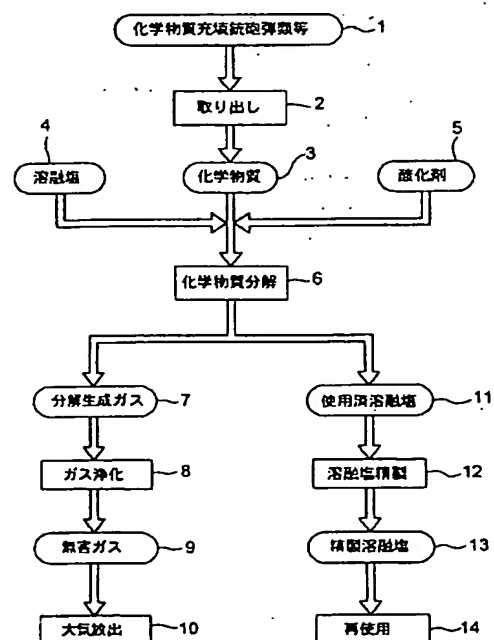 化学物質充填銃砲弾類等
1
取り出し
2
4
5
溶融塩
化学物質
3
酸化剤
化学物質分解
6
分解生成ガス
7
使用済溶融塩
11
ガス浄化
8
溶融塩精製
12
無害ガス
9
精製溶融塩
13
大気放出
10
再使用
14